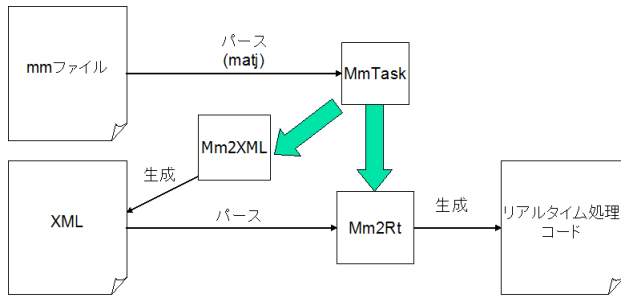 mmファイル
パース
(matj)
MmTask
Mm2XML
生成
XML
パース
Mm2Rt
生成
リアルタイム処理
コード